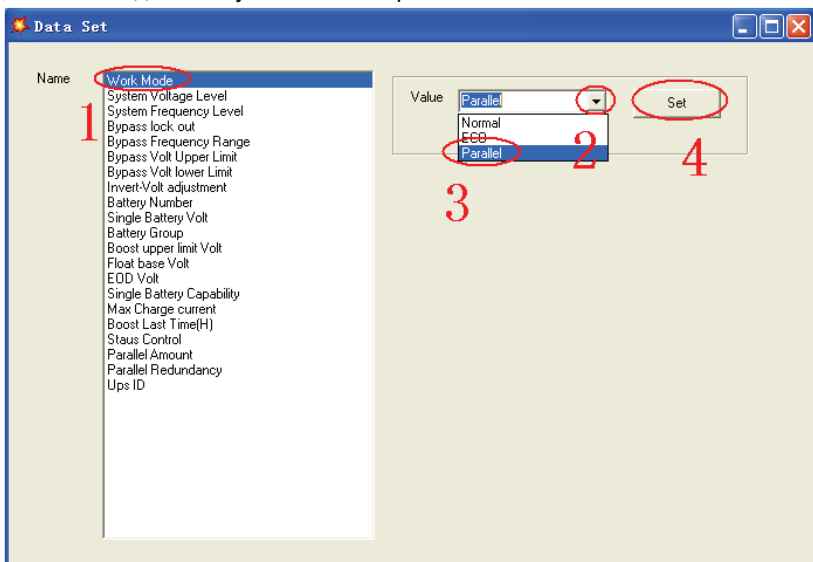 Data Set
Name
Work Mode
System Voltage Level
System Frequency Level
Bypass lock out
Bypass Frequency Range
Bypass Volt Upper Limit
Bypass Volt lower Limit
Invert-Volt adjustment
Battery Number
Single Battery Volt
Battery Group
Boost upper limit Volt
Float base Volt
EOD Volt
Single Battery Capability
Max Charge current
Boost Last Time(H)
Staus Control
Parallel Amount
Parallel Redundancy
Ups ID
1
Value
Parallel
Set
Normal
ECO
Parallel
2
3
4